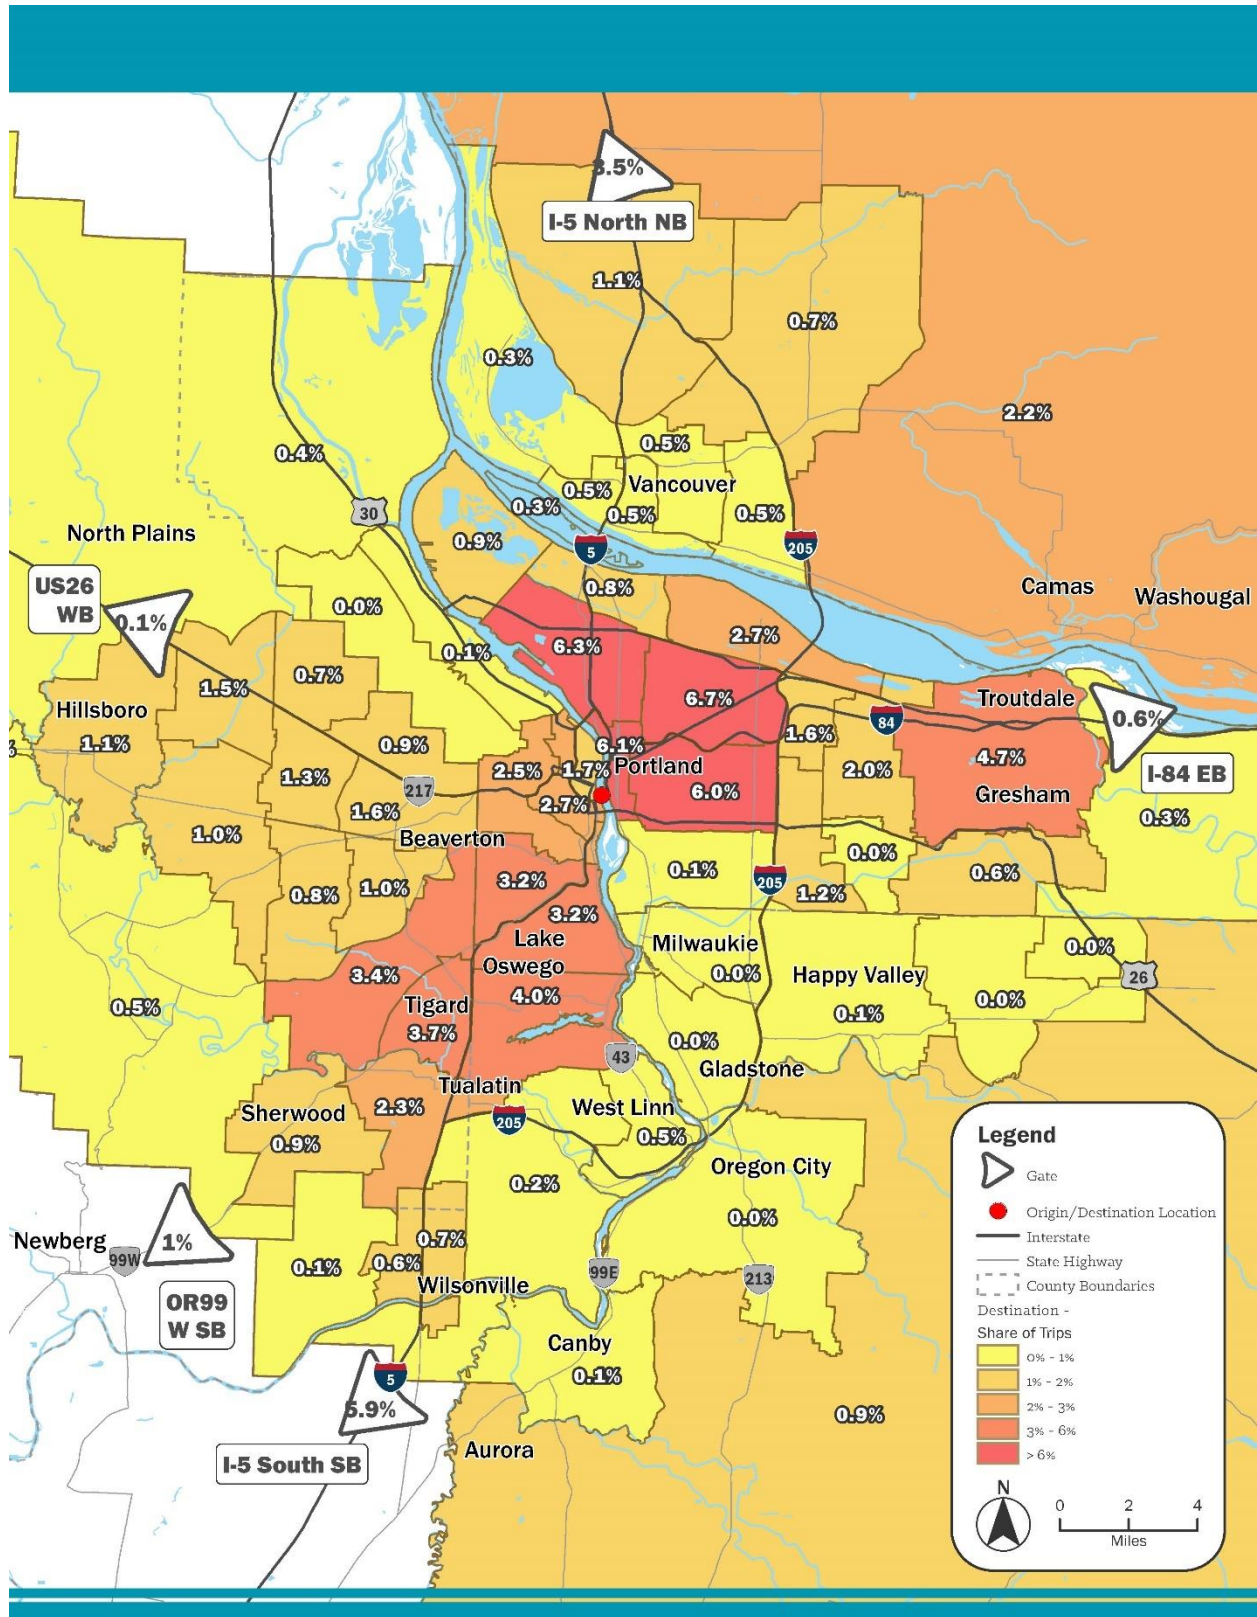 3.5%
I-5 North NB
1.1%
0.7%
0.3%
2.2%
0.5%
0.4%
0.5%
Vancouver
0.3%
0.5%
0.5%
30
North Plains
0.9%
5
205
US26
WB
0.1%
0.0%
0.8%
Camas
Washougal
6.3%
2.7%
0.1%
0.7%
1.5%
6.7%
Troutdale
Hillsboro
0.6%
84
1.1%
0.9%
6.1%
1.6%
4.7%
I-84 EB
1.3%
2.5%
1.7%
Portland
2.0%
217
6.0%
Gresham
1.6%
2.7%
0.3%
1.0%
Beaverton
0.0%
0.8%
1.0%
3.2%
0.1%
205
1.2%
0.6%
3.2%
Lake
Oswego
Milwaukie
0.0%
3.4%
0.0%
Happy Valley
26
Tigard
4.0%
0.5%
0.1%
0.0%
3.7%
0.0%
43
Gladstone
Tualatin
2.3%
West Linn
Sherwood
205
0.9%
0.5%
0.2%
Oregon City
0.0%
Newberg
99W
1%
0.1%
0.6%
0.7%
99E
213
Wilsonville
OR99
W SB
Canby
5
0.1%
5.9%
0.9%
I-5 South SB
Aurora
Legend
Gate
Origin/Destination Location
Interstate
State Highway
County Boundaries
Destination -
Share of Trips
0% - 1%
1% - 2%
2% - 3%
3% - 6%
> 6%
N
0 2 4
Miles